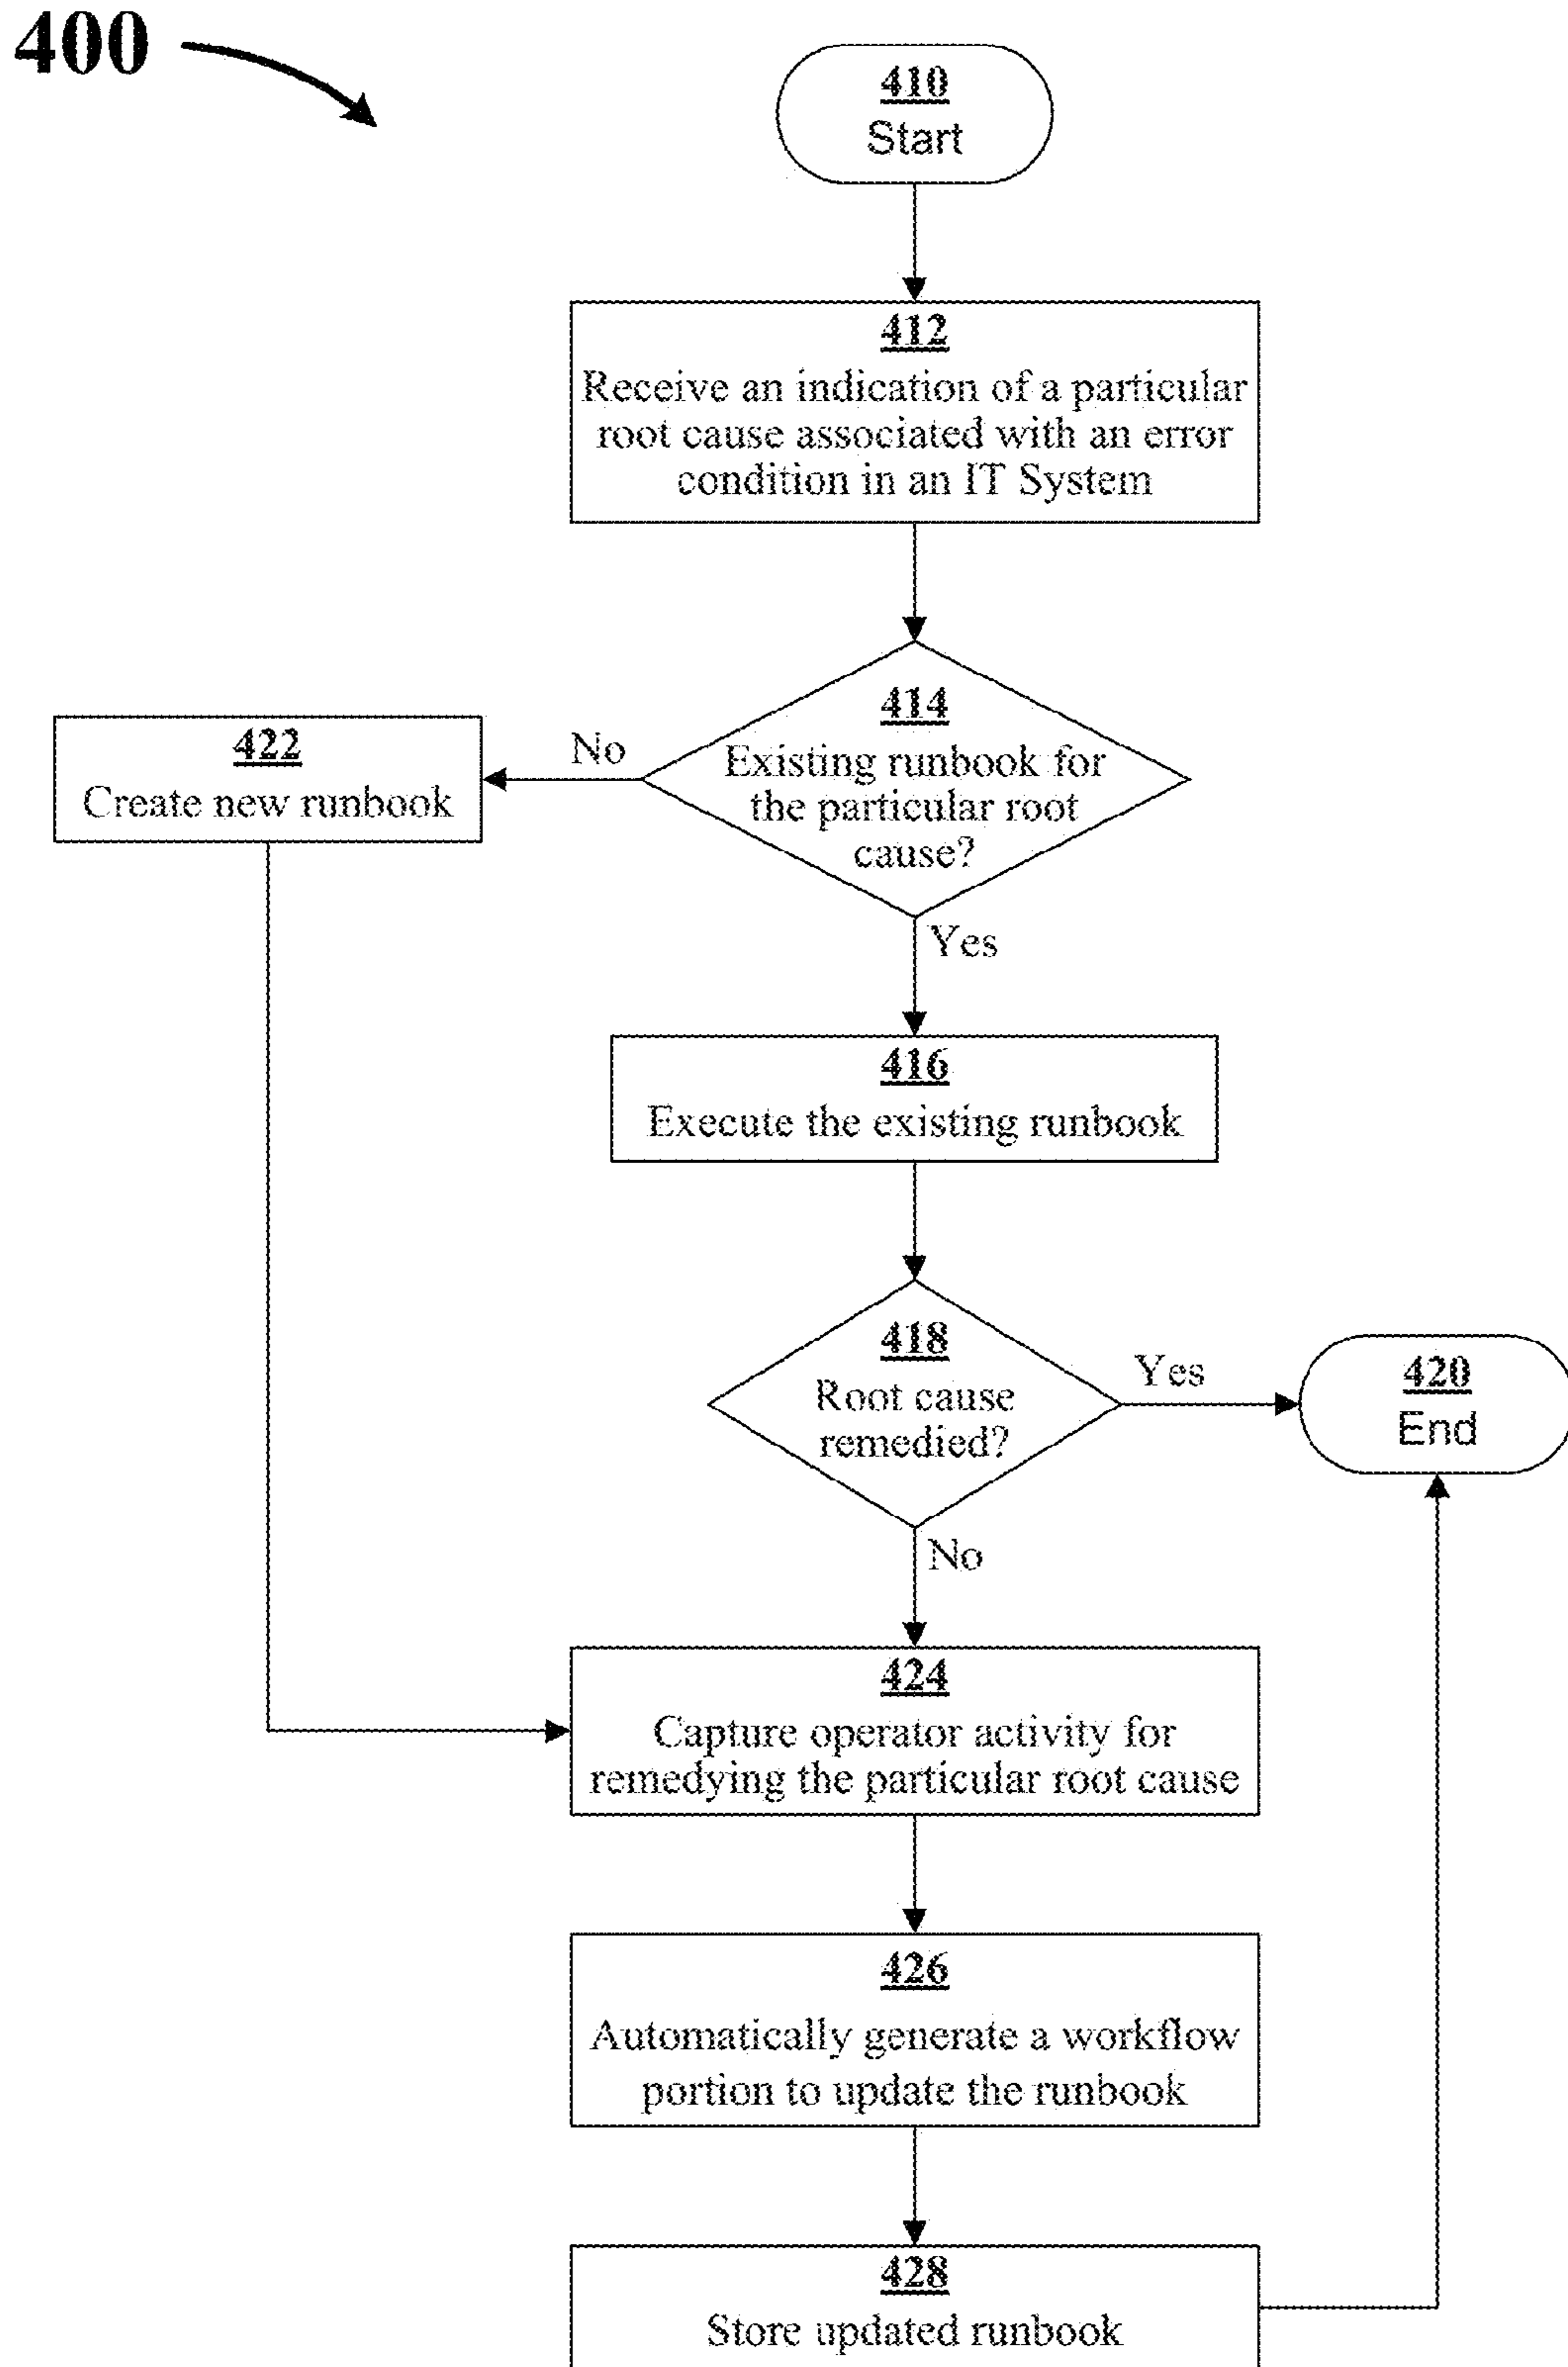 400
410
Start
412
Receive an indication of a particular
root cause associated with an error
condition in an IT System
414
Existing runbook for
the particular root
cause?
No
422
Create new runbook
Yes
416
Execute the existing runbook
418
Root cause
remedied?
Yes
420
End
No
424
Capture operator activity for
remedying the particular root cause
426
Automatically generate a workflow
portion to update the runbook
428
Store updated runbook